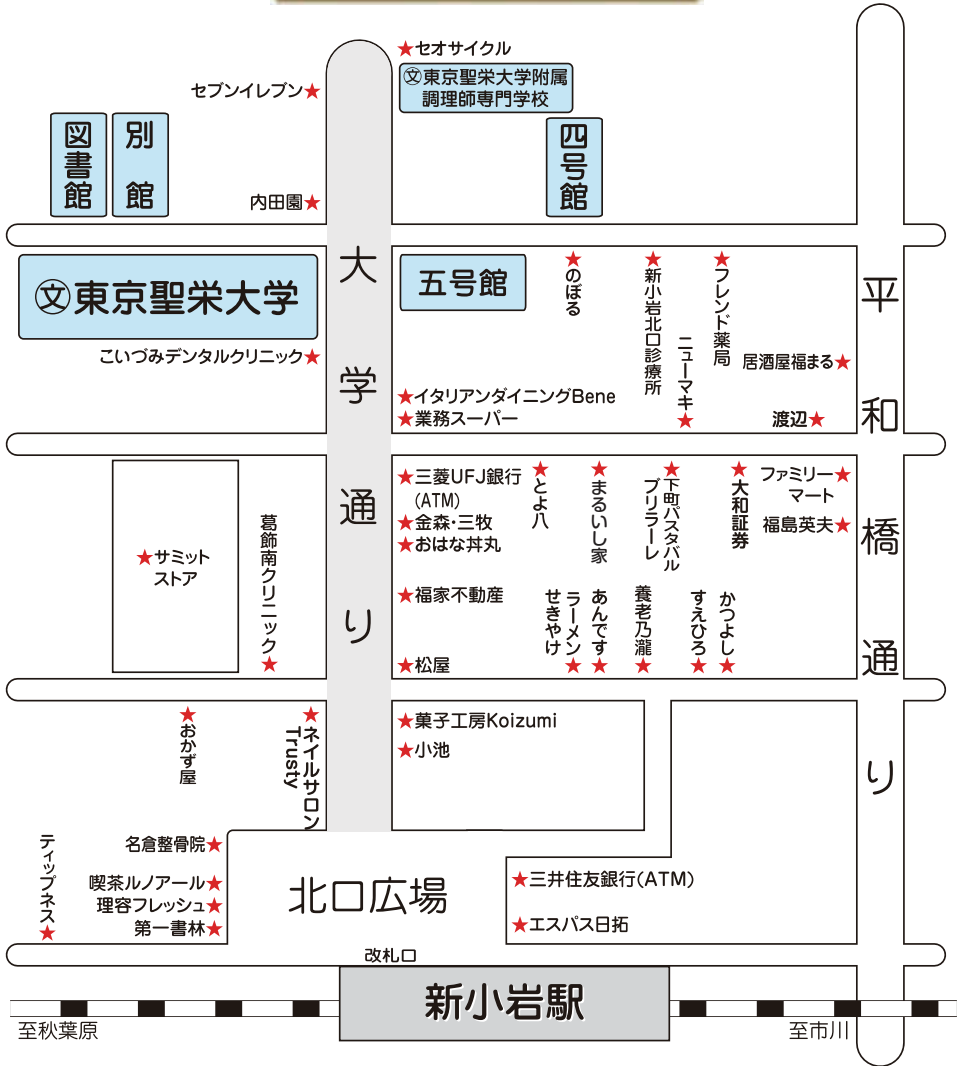 ★セオサイクル
セブンイレブン★
㊛東京聖栄大学附属
調理師専門学校
図書館
別館
四号館
内田園★
㊛東京聖栄大学
五号館
★のぼる
★新小岩北口診療所
★フレンド薬局
ニューマキ★
居酒屋福まる★
渡辺★
こいづみデンタルクリニック★
★イタリアンダイニングBene
★業務スーパー
大学通り
平和橋通り
★三菱UFJ銀行
(ATM)
★金森・三牧
★おはな丼丸
★とよ八
★まるいし家
★下町パスタバル
ブリラーレ
★大和証券
ファミリー★
マート
福島英夫★
★サミット
ストア
葛飾南クリニック★
★福家不動産
★松屋
ラーメン★
せきやけ
あんです★
養老乃瀧★
すえひろ★
かつよし★
★おかず屋
★ネイルサロン
Trusty
★菓子工房Koizumi
★小池
ティップネス★
名倉整骨院★
喫茶ルノアール★
理容フレッシュ★
第一書林★
北口広場
★三井住友銀行(ATM)
★エスパス日拓
改札口
新小岩駅
至秋葉原
至市川